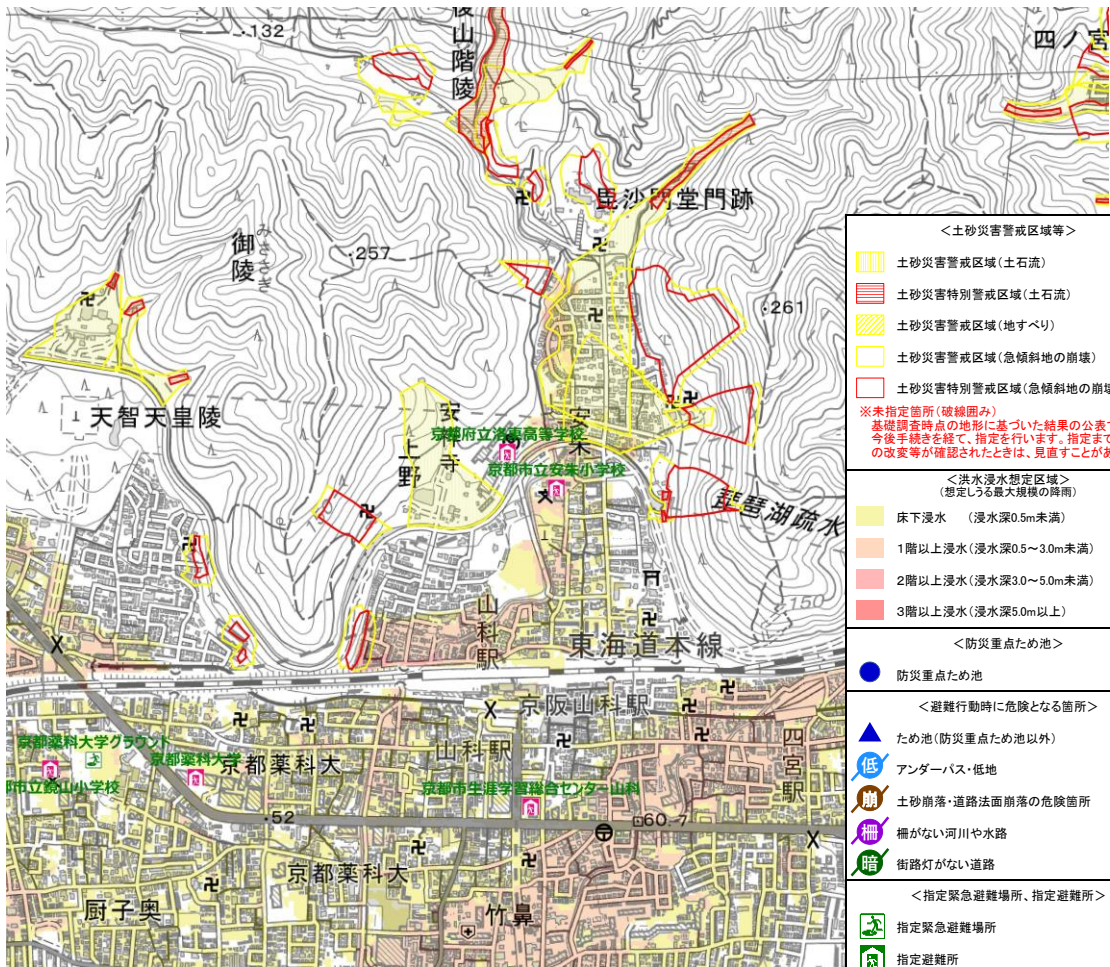 ・132
後山階陵
四ノ宮
毘沙門堂門跡
御陵
みささぎ
・257
・261
天智天皇陵
安祥寺
上野
安朱
京都府立洛東高等学校
京都市立安朱小学校
琵琶湖疏水
150
山科駅
東海道本線
京阪山科駅
山科駅
四宮駅
京都薬科大学グラウンド
京都薬科大学
京都薬科大
都市立鏡山小学校
京都市生涯学習総合センター山科
・52
60-7
京都薬科大
厨子奥
竹鼻
＜土砂災害警戒区域等＞
土砂災害警戒区域(土石流)
土砂災害特別警戒区域(土石流)
土砂災害警戒区域(地すべり)
土砂災害警戒区域(急傾斜地の崩壊)
土砂災害特別警戒区域(急傾斜地の崩壊
※未指定箇所(破線囲み)
基礎調査時点の地形に基づいた結果の公表で
今後手続きを経て、指定を行います。指定まで
の改変等が確認されたときは、見直すことがあ
＜洪水浸水想定区域＞
(想定しうる最大規模の降雨)
床下浸水 (浸水深0.5m未満)
1階以上浸水(浸水深0.5～3.0m未満)
2階以上浸水(浸水深3.0～5.0m未満)
3階以上浸水(浸水深5.0m以上)
＜防災重点ため池＞
防災重点ため池
＜避難行動時に危険となる箇所＞
ため池(防災重点ため池以外)
低 アンダーパス・低地
崩 土砂崩落・道路法面崩落の危険箇所
柵 柵がない河川や水路
暗 街路灯がない道路
＜指定緊急避難場所、指定避難所＞
指定緊急避難場所
指定避難所